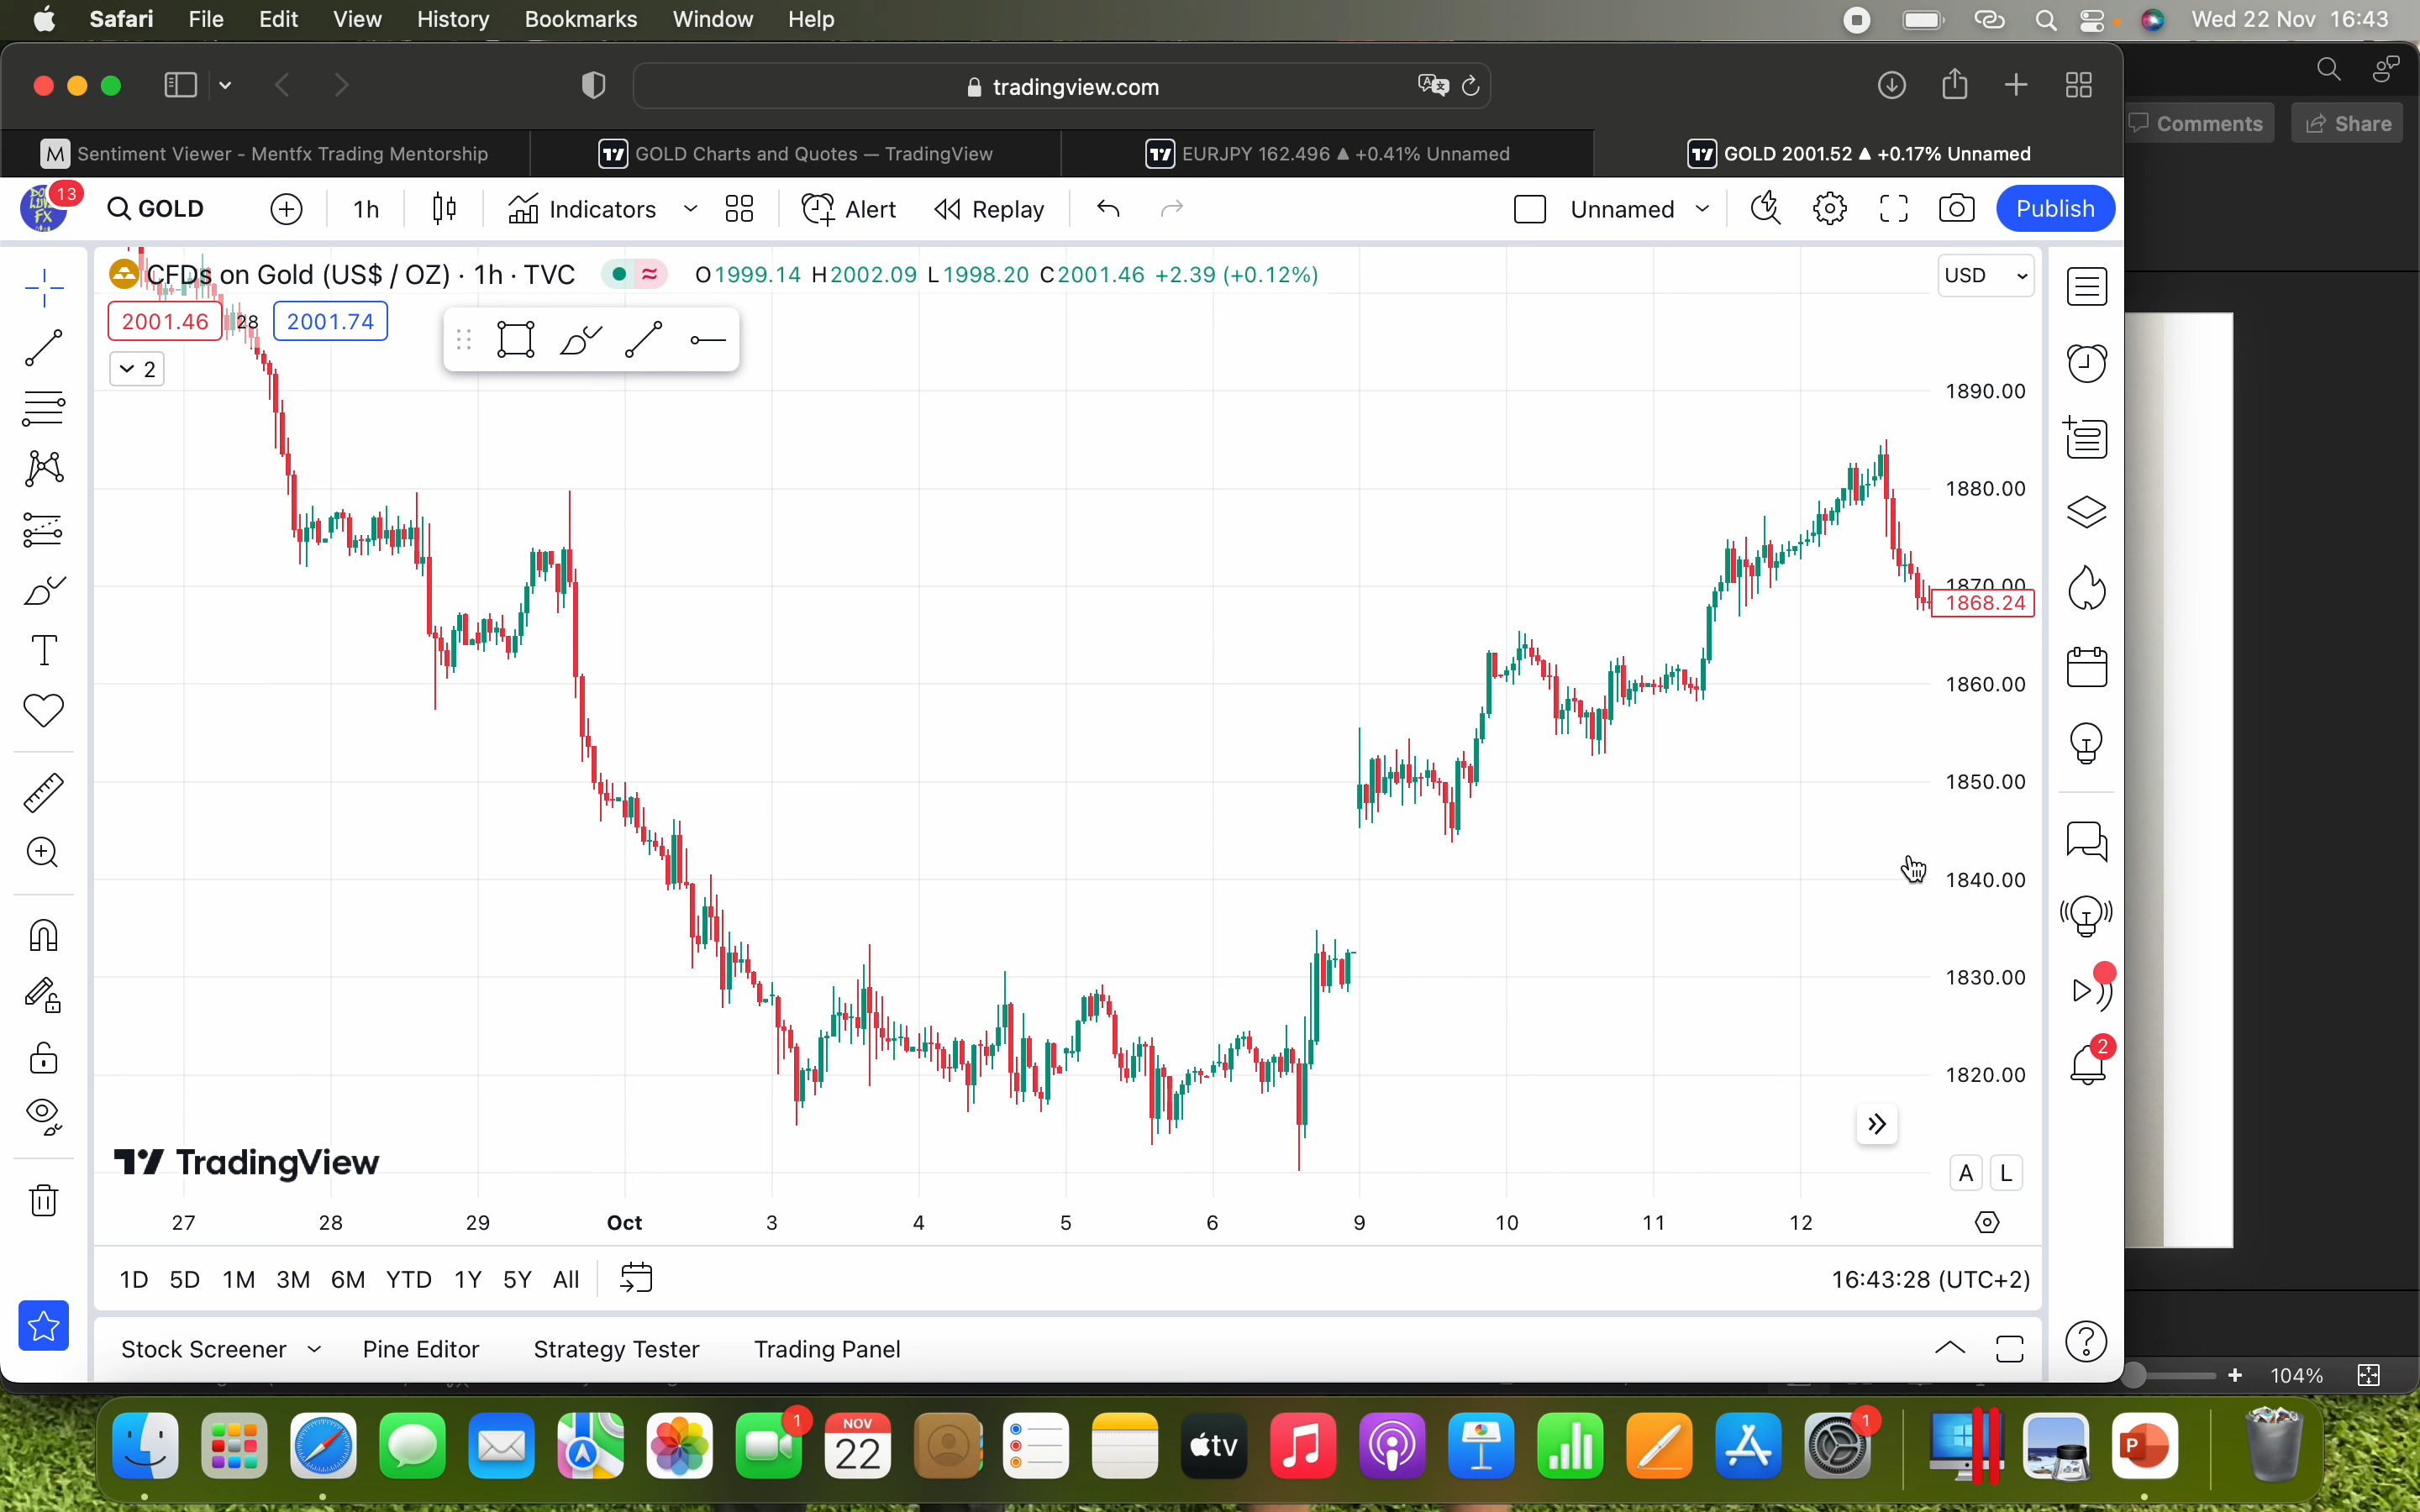 Safari File Edit View History Bookmarks Window Help Wed 22 Nov 16:43
tradingview.com
Comments Share
M Sentiment Viewer - Mentfx Trading Mentorship GOLD Charts and Quotes — TradingView EURJPY 162.496 ▲ +0.41% Unnamed GOLD 2001.52 ▲ +0.17% Unnamed
13 GOLD 1h Indicators Alert Replay Unnamed Publish
CFDs on Gold (US$ / OZ) · 1h · TVC O1999.14 H2002.09 L1998.20 C2001.46 +2.39 (+0.12%) USD
2001.46 28 2001.74
2
1890.00
1880.00
1870.00
1868.24
1860.00
1850.00
1840.00
1830.00
2
1820.00
TradingView
A L
27 28 29 Oct 3 4 5 6 9 10 11 12
1D 5D 1M 3M 6M YTD 1Y 5Y All 16:43:28 (UTC+2)
Stock Screener Pine Editor Strategy Tester Trading Panel
104%
1 NOV 22 tv 1 P